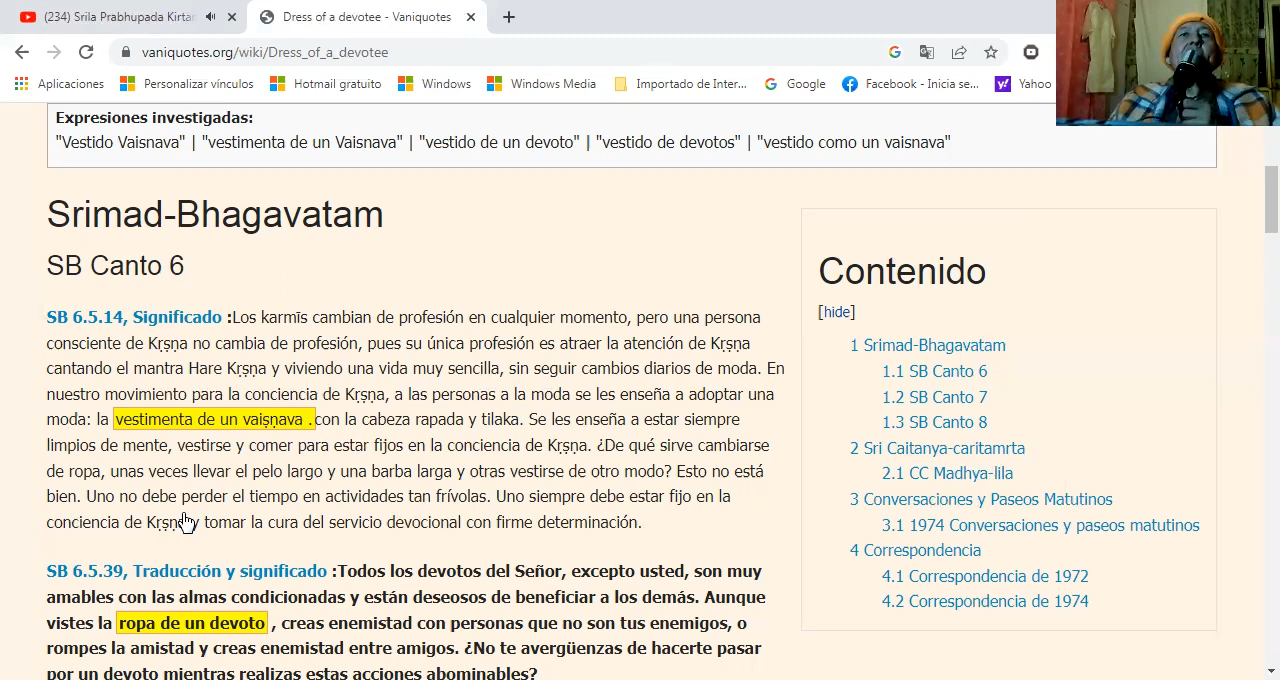 (234) Srila Prabhupada Kirtan
Dress of a devotee - Vaniquotes
vaniquotes.org/wiki/Dress_of_a_devotee
Aplicaciones
Personalizar vínculos
Hotmail gratuito
Windows
Windows Media
Importado de Inter...
Google
Facebook - Inicia se...
Yahoo
Expresiones investigadas:
"Vestido Vaisnava" | "vestimenta de un Vaisnava" | "vestido de un devoto" | "vestido de devotos" | "vestido como un vaisnava"
Srimad-Bhagavatam
SB Canto 6
SB 6.5.14, Significado :Los karmīs cambian de profesión en cualquier momento, pero una persona
consciente de Kṛṣṇa no cambia de profesión, pues su única profesión es atraer la atención de Kṛṣṇa
cantando el mantra Hare Kṛṣṇa y viviendo una vida muy sencilla, sin seguir cambios diarios de moda. En
nuestro movimiento para la conciencia de Kṛṣṇa, a las personas a la moda se les enseña a adoptar una
moda: la vestimenta de un vaiṣṇava .con la cabeza rapada y tilaka. Se les enseña a estar siempre
limpios de mente, vestirse y comer para estar fijos en la conciencia de Kṛṣṇa. ¿De qué sirve cambiarse
de ropa, unas veces llevar el pelo largo y una barba larga y otras vestirse de otro modo? Esto no está
bien. Uno no debe perder el tiempo en actividades tan frívolas. Uno siempre debe estar fijo en la
conciencia de Kṛṣṇa y tomar la cura del servicio devocional con firme determinación.
SB 6.5.39, Traducción y significado :Todos los devotos del Señor, excepto usted, son muy
amables con las almas condicionadas y están deseosos de beneficiar a los demás. Aunque
vistes la ropa de un devoto , creas enemistad con personas que no son tus enemigos, o
rompes la amistad y creas enemistad entre amigos. ¿No te avergüenzas de hacerte pasar
por un devoto mientras realizas estas acciones abominables?
Contenido
[hide]
1 Srimad-Bhagavatam
1.1 SB Canto 6
1.2 SB Canto 7
1.3 SB Canto 8
2 Sri Caitanya-caritamrta
2.1 CC Madhya-lila
3 Conversaciones y Paseos Matutinos
3.1 1974 Conversaciones y paseos matutinos
4 Correspondencia
4.1 Correspondencia de 1972
4.2 Correspondencia de 1974